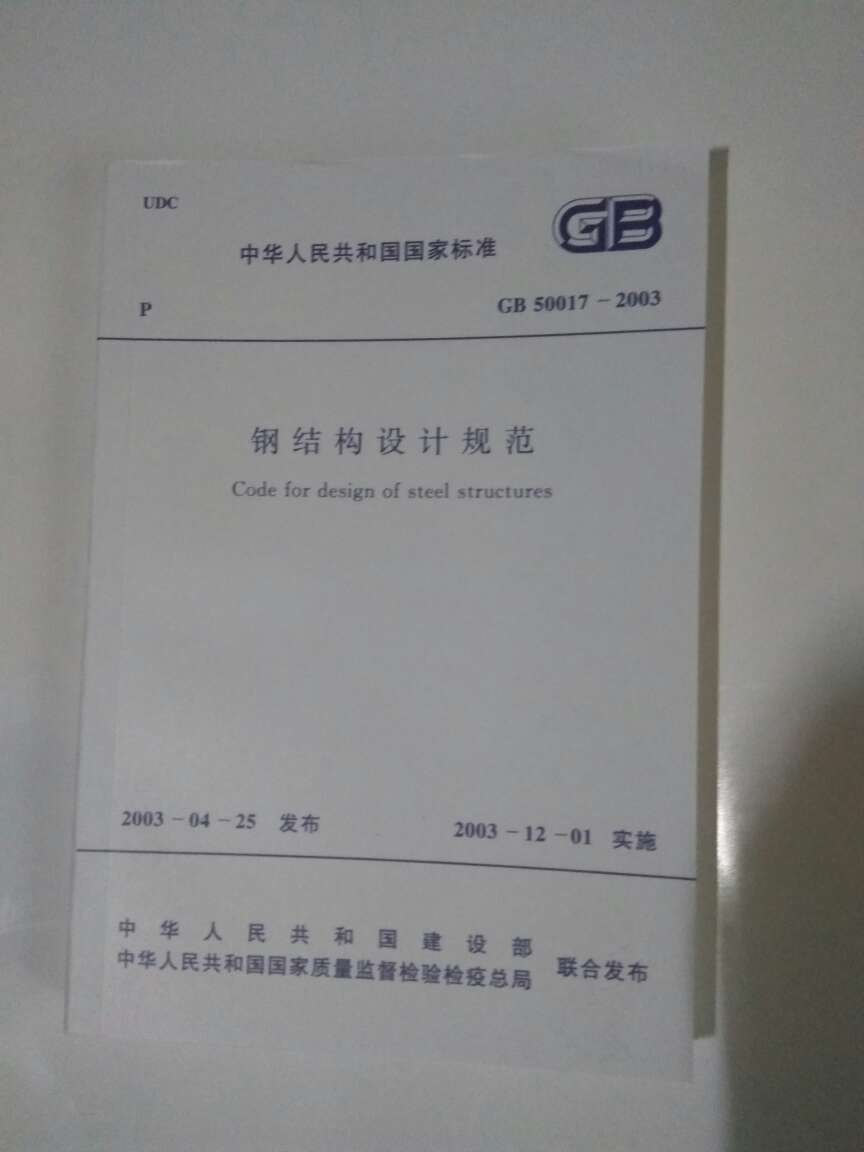 UDC
GB
中华人民共和国国家标准
P
GB 50017－2003
钢结构设计规范
Code for design of steel structures
2003－04－25 发布
2003－12－01 实施
中华人民共和国建设部
中华人民共和国国家质量监督检验检疫总局
联合发布